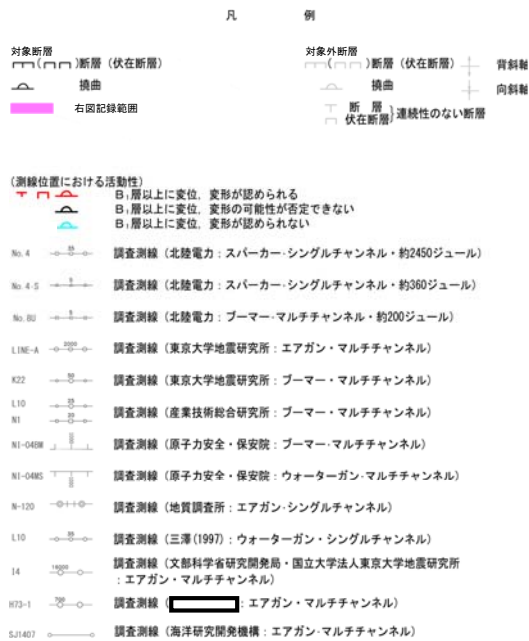 凡 例
対象断層
(    )断層（伏在断層）
撓曲
右図記録範囲
対象外断層
(    )断層（伏在断層）
撓曲
断 層
伏在断層}連続性のない断層
背斜軸
向斜軸
(測線位置における活動性)
B₁層以上に変位，変形が認められる
B₁層以上に変位，変形の可能性が否定できない
B₁層以上に変位，変形が認められない
No.4 35 調査測線（北陸電力：スパーカー・シングルチャンネル・約2450ジュール）
No.4-S 5 調査測線（北陸電力：スパーカー・シングルチャンネル・約360ジュール）
No.8U 5 調査測線（北陸電力：ブーマー・マルチチャンネル・約200ジュール）
LINE-A 2000 調査測線（東京大学地震研究所：エアガン・マルチチャンネル）
K22 50 調査測線（東京大学地震研究所：ブーマー・マルチチャンネル）
L10 25
N1 20 調査測線（産業技術総合研究所：ブーマー・マルチチャンネル）
N1-04BM 調査測線（原子力安全・保安院：ブーマー・マルチチャンネル）
N1-04MS 調査測線（原子力安全・保安院：ウォーターガン・マルチチャンネル）
N-120 調査測線（地質調査所：エアガン・シングルチャンネル）
L10 35 調査測線（三澤(1997)：ウォーターガン・シングルチャンネル）
I4 16000 調査測線（文部科学省研究開発局・国立大学法人東京大学地震研究所
：エアガン・マルチチャンネル）
H73-1 700 調査測線（ ：エアガン・マルチチャンネル）
SJ1407 調査測線（海洋研究開発機構：エアガン・マルチチャンネル）